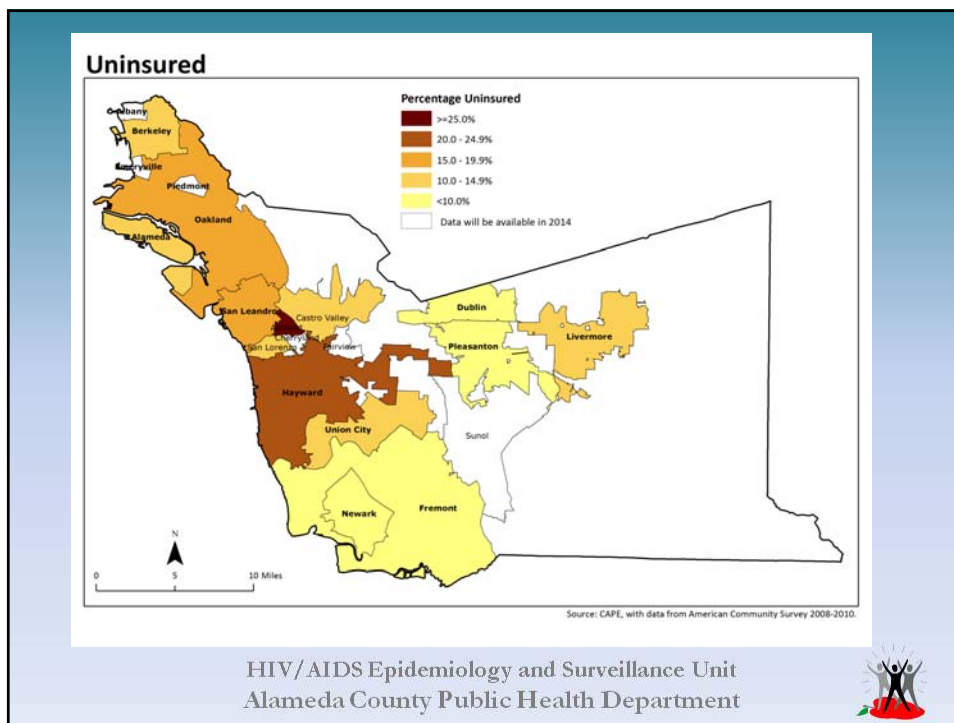 Uninsured
Percentage Uninsured
>=25.0%
20.0 - 24.9%
15.0 - 19.9%
10.0 - 14.9%
<10.0%
Data will be available in 2014
Berkeley
Piedmont
Oakland
Alameda
San Leandro
Castro Valley
Cherryland
San Lorenzo
Fairview
Dublin
Livermore
Pleasanton
Hayward
Union City
Sunol
Newark
Fremont
N
0 5 10 Miles
Source: CAPE, with data from American Community Survey 2008-2010.
HIV/AIDS Epidemiology and Surveillance Unit
Alameda County Public Health Department